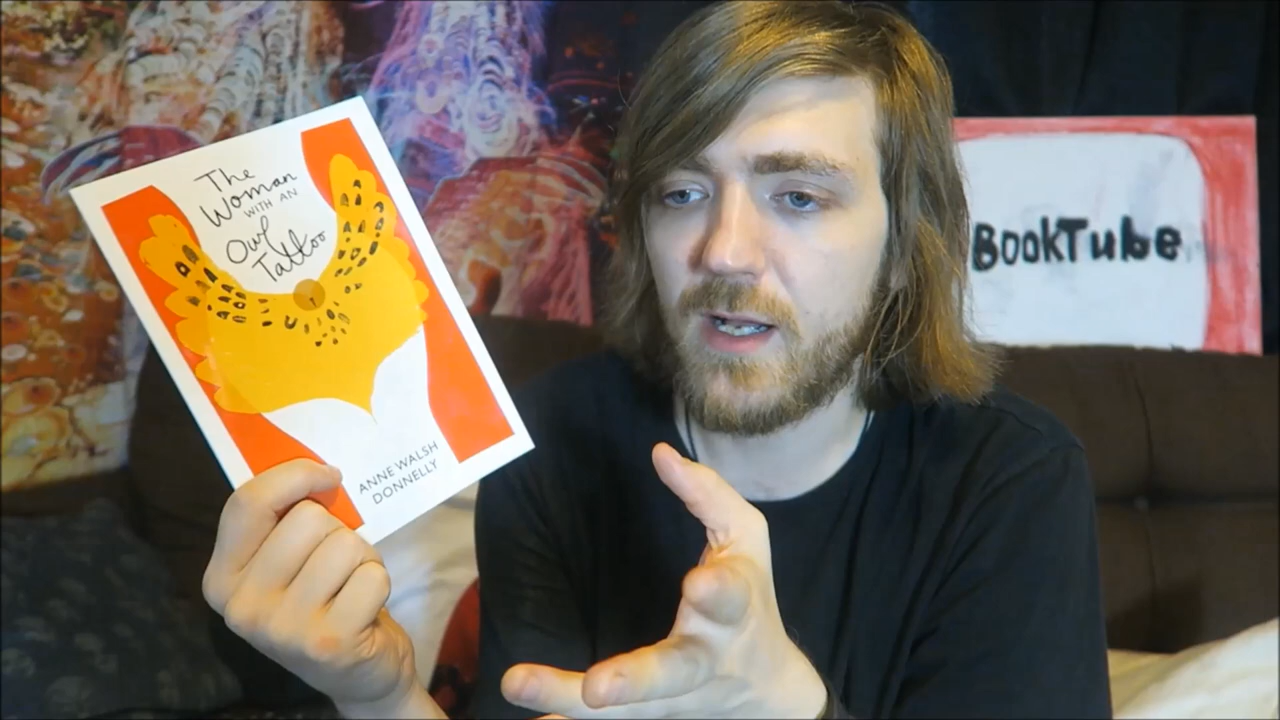 The
Woman
WITH AN
Owl
Tattoo
ANNE WALSH
DONNELLY
BookTube